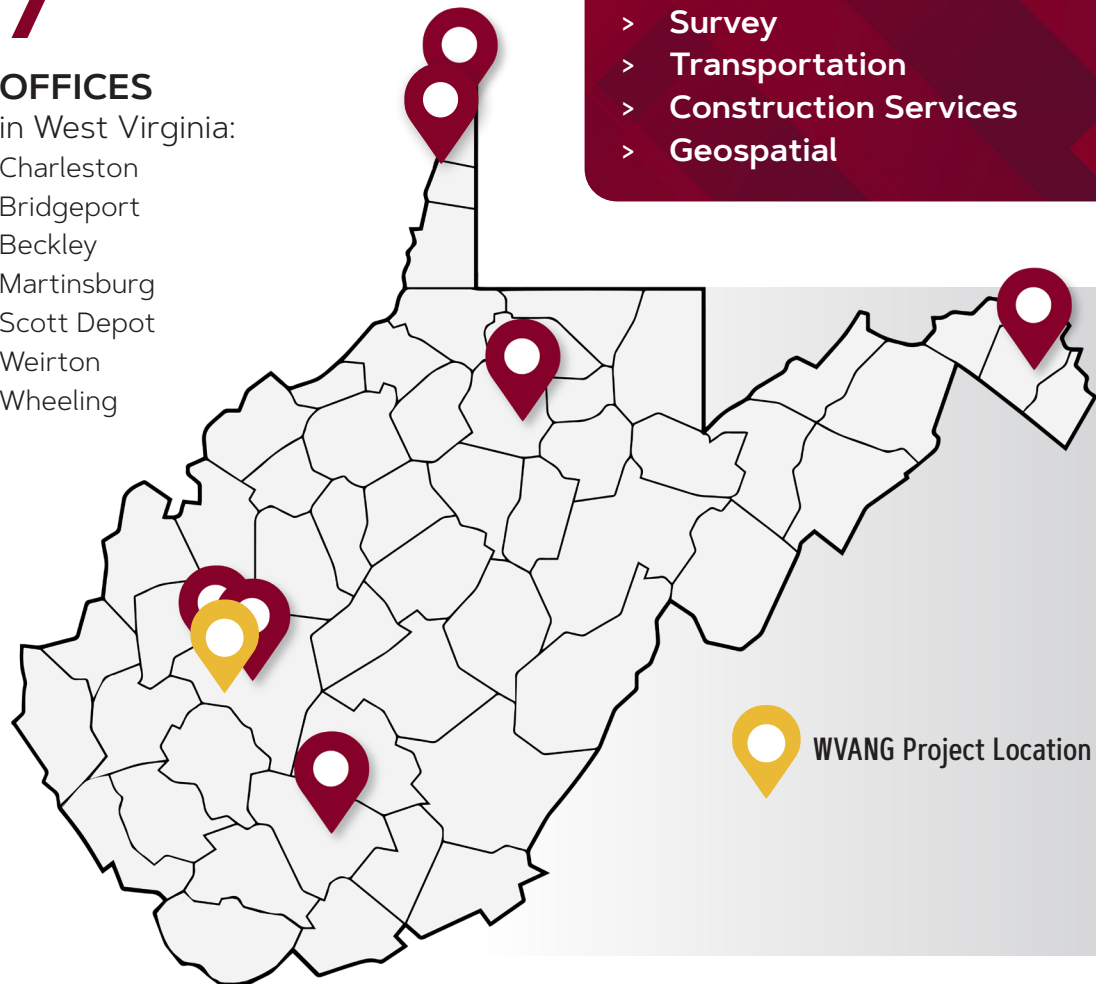 7
OFFICES
in West Virginia:
Charleston
Bridgeport
Beckley
Martinsburg
Scott Depot
Weirton
Wheeling
> Survey
> Transportation
> Construction Services
> Geospatial
WVANG Project Location